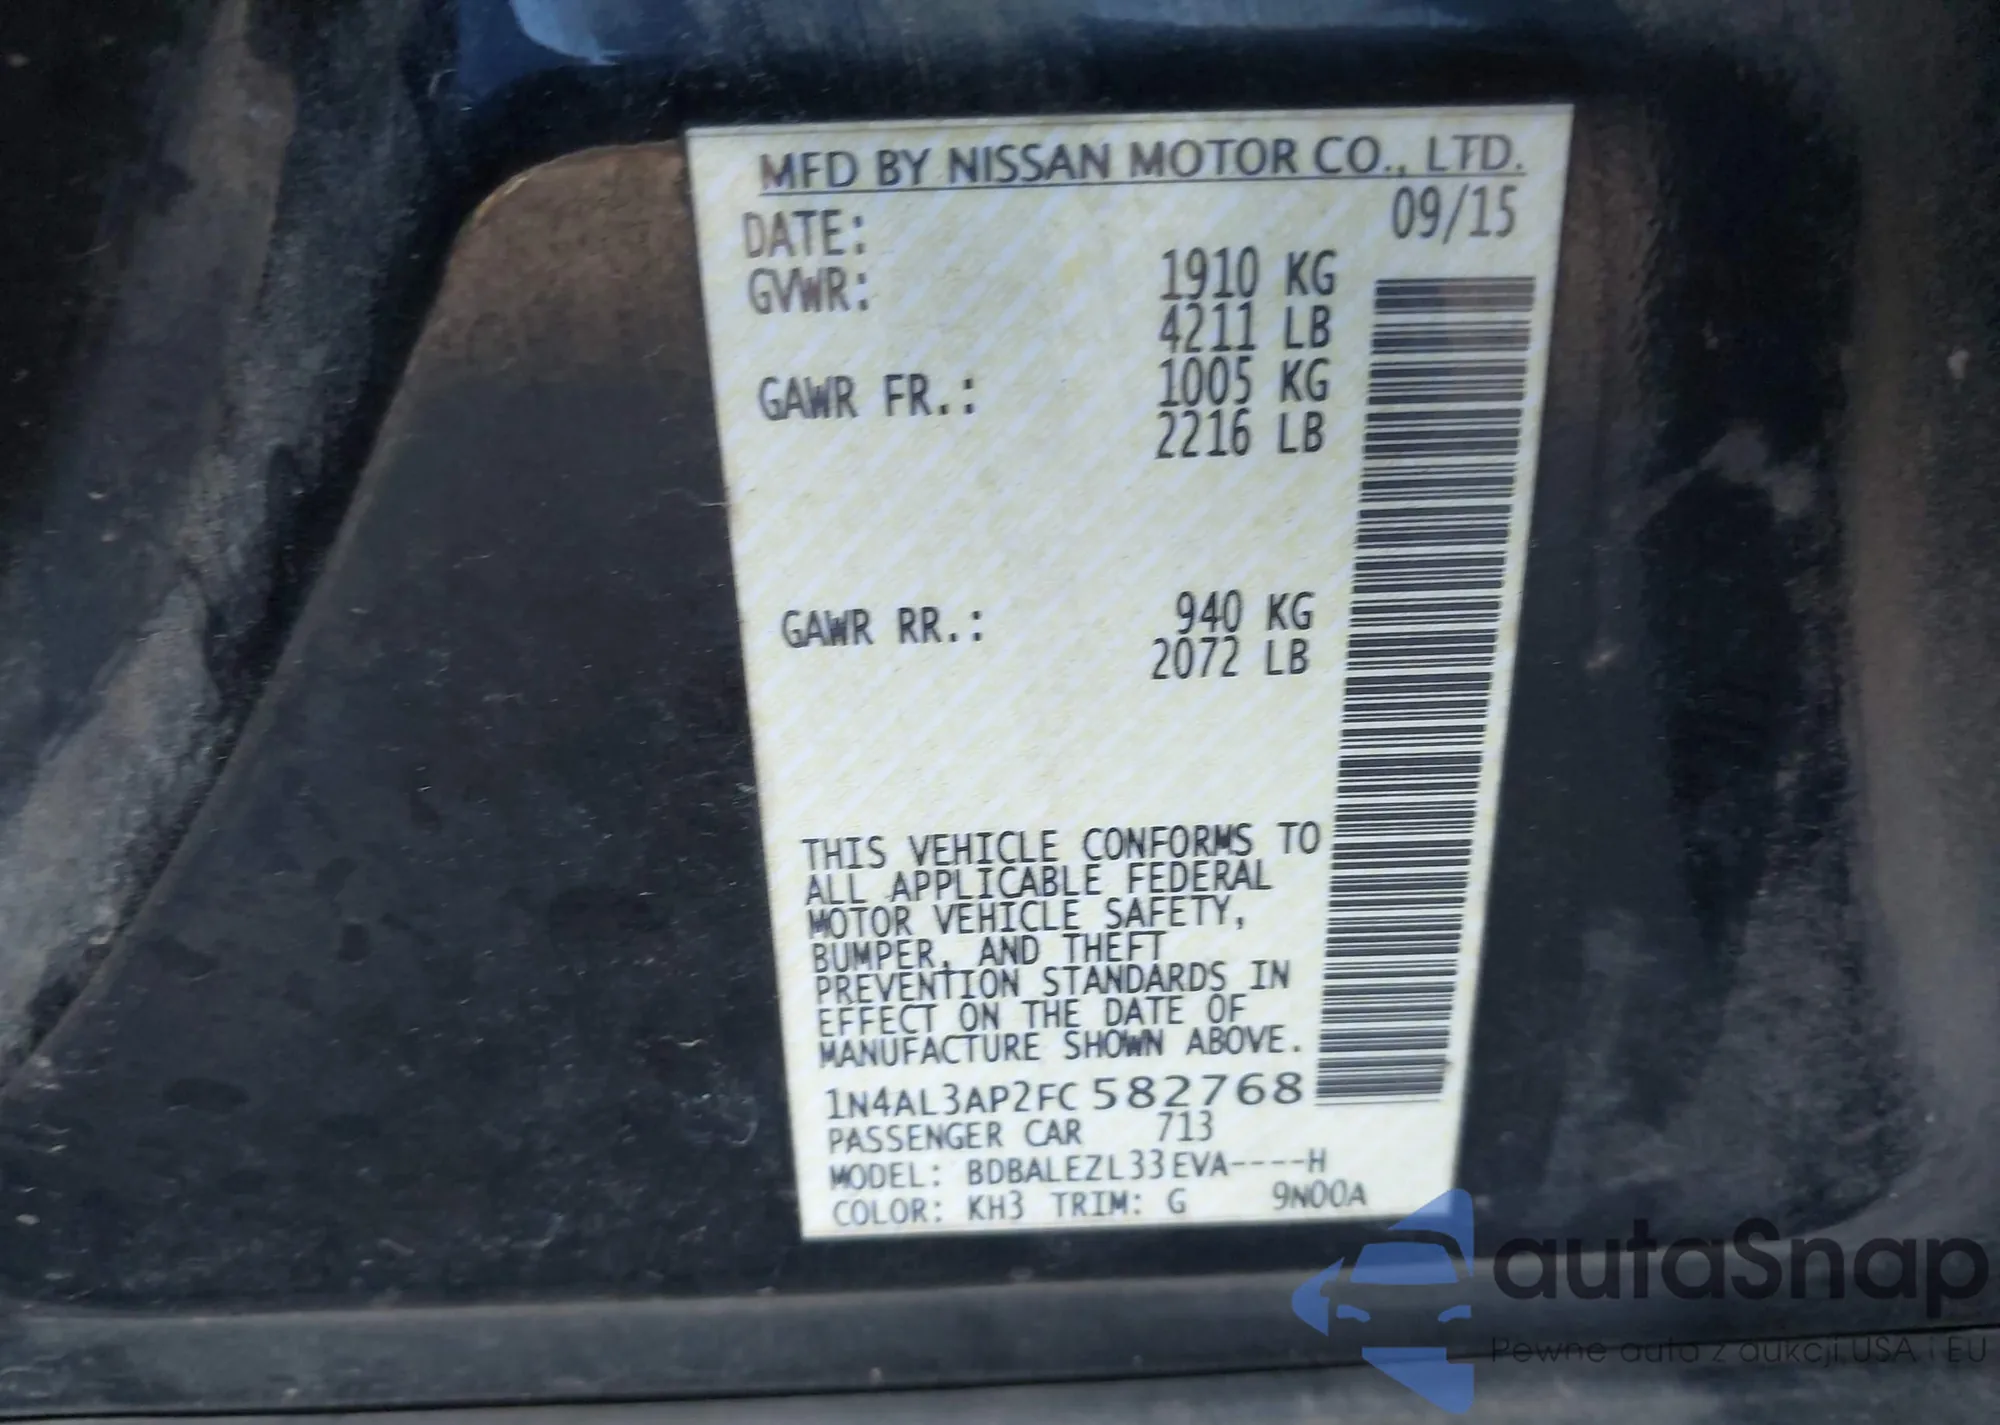 MFD BY NISSAN MOTOR CO., LTD.
DATE: 09/15
GVWR: 1910 KG
4211 LB
GAWR FR.: 1005 KG
2216 LB
GAWR RR.: 940 KG
2072 LB
THIS VEHICLE CONFORMS TO
ALL APPLICABLE FEDERAL
MOTOR VEHICLE SAFETY,
BUMPER, AND THEFT
PREVENTION STANDARDS IN
EFFECT ON THE DATE OF
MANUFACTURE SHOWN ABOVE.
1N4AL3AP2FC582768
PASSENGER CAR 713
MODEL: BDBALEZL33EVA----H
COLOR: KH3 TRIM: G 9N00A
autaSnap
Pewne auta z aukcji USA i EU